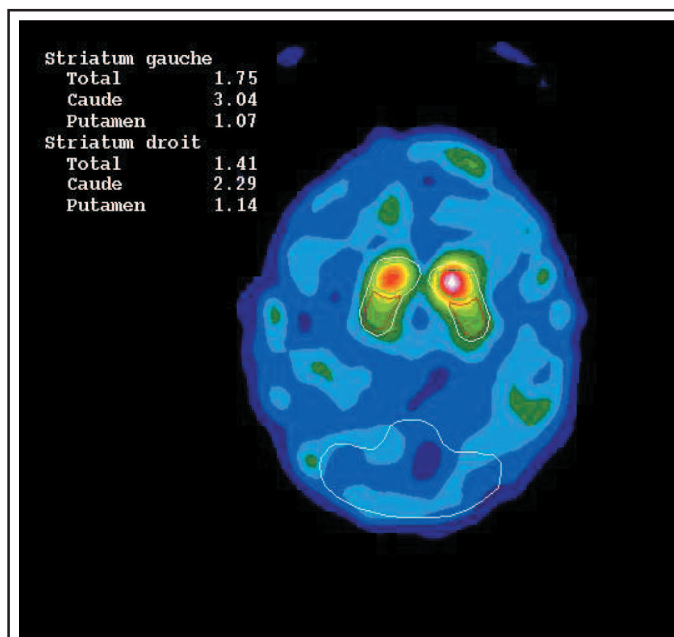 Striatum gauche
Total 1.75
Caude 3.04
Putamen 1.07
Striatum droit
Total 1.41
Caude 2.29
Putamen 1.14